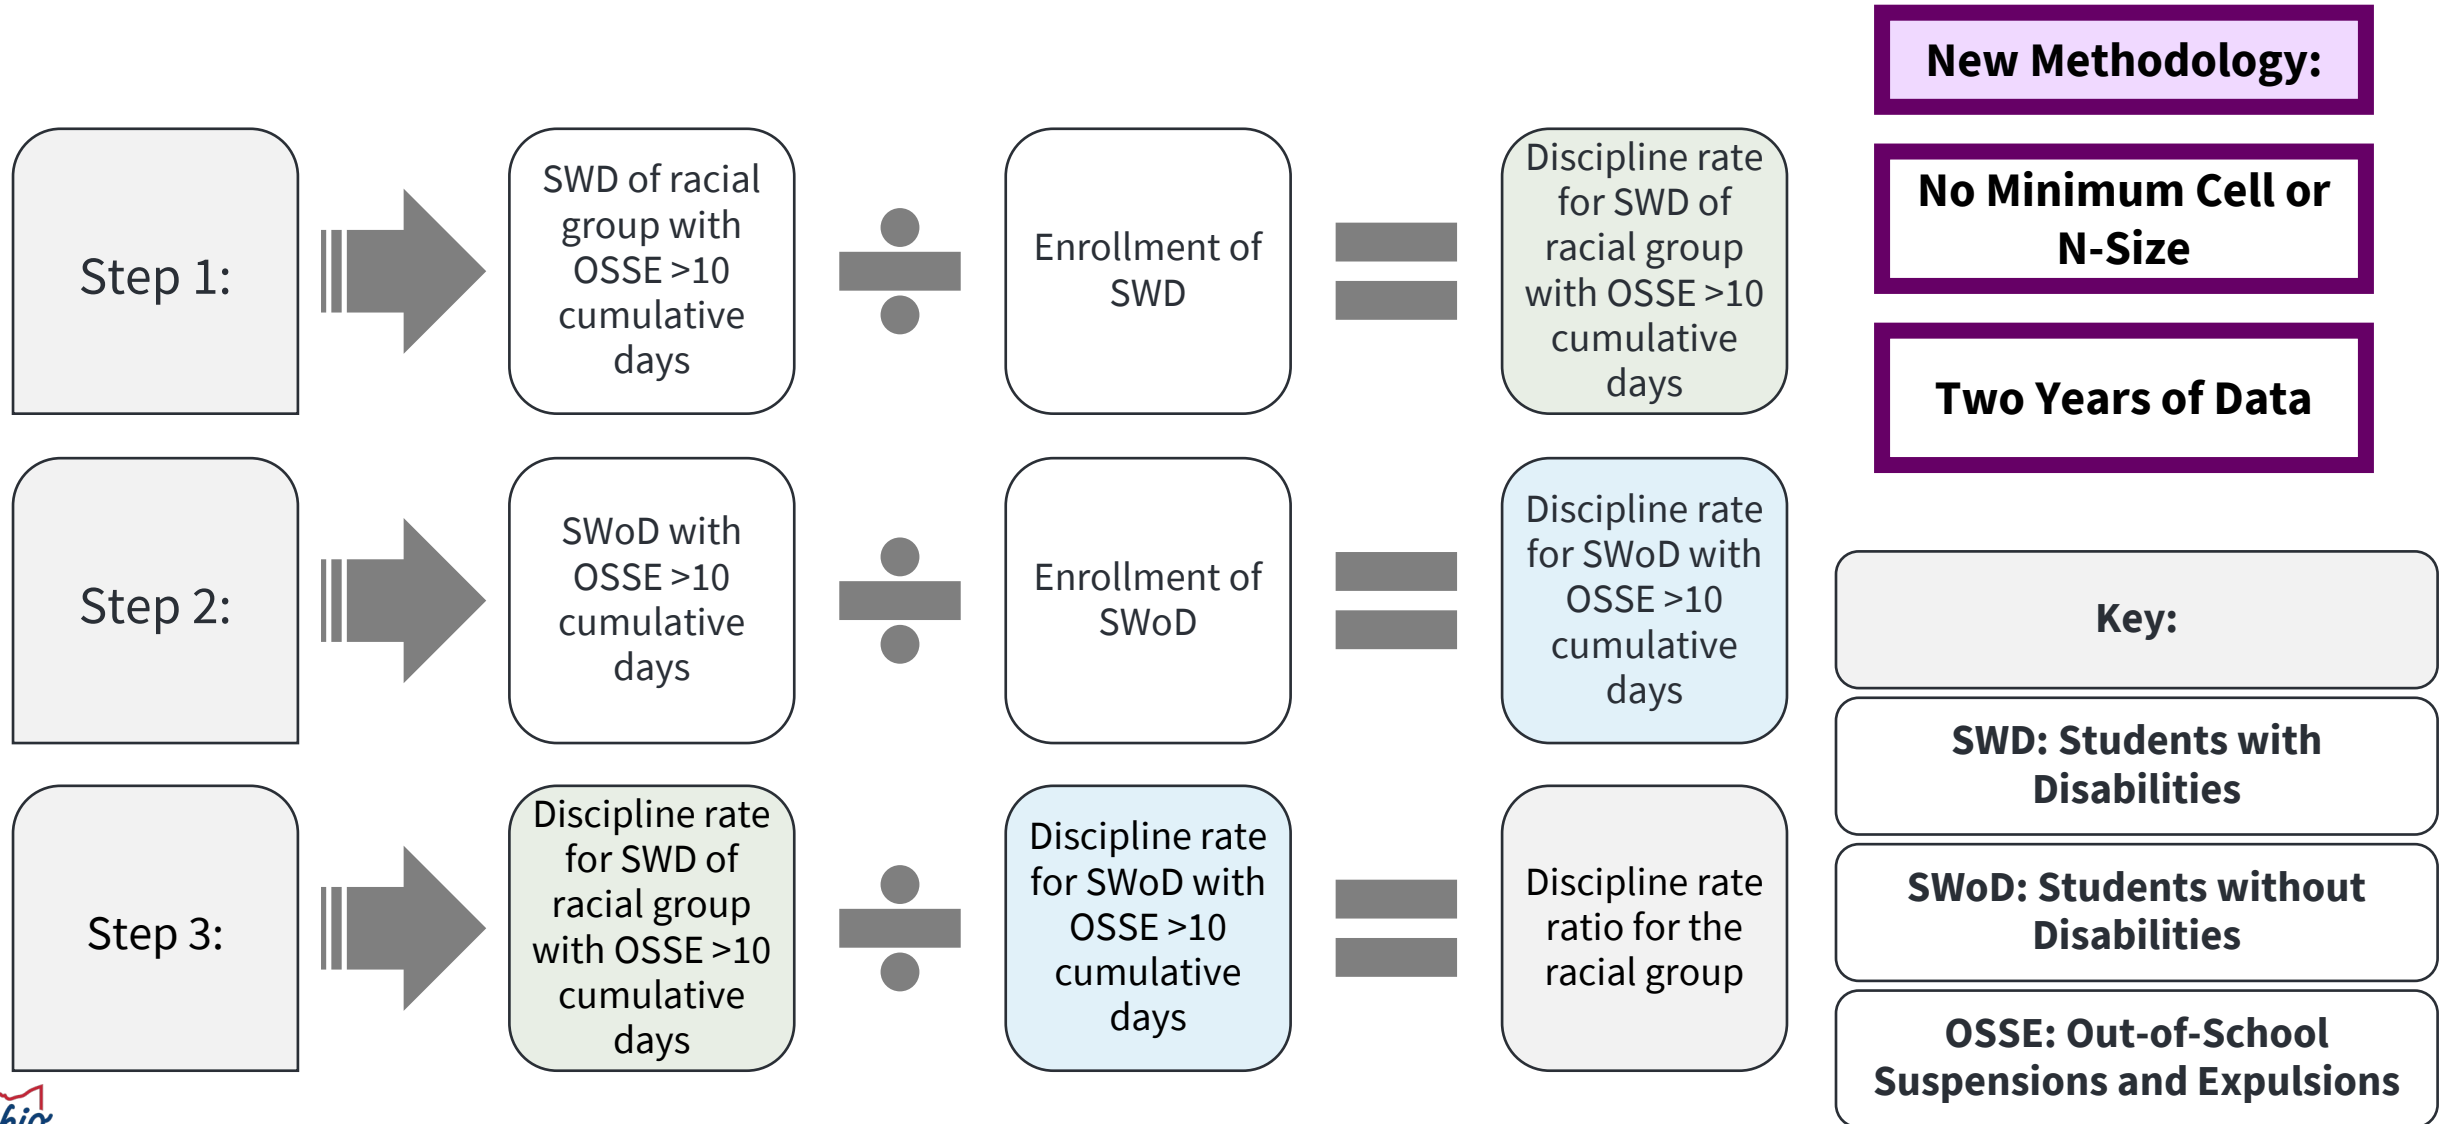 Step 1:
SWD of racial
group with
OSSE >10
cumulative
days
Enrollment of
SWD
Discipline rate
for SWD of
racial group
with OSSE >10
cumulative
days
Step 2:
SWoD with
OSSE >10
cumulative
days
Enrollment of
SWoD
Discipline rate
for SWoD with
OSSE >10
cumulative
days
Step 3:
Discipline rate
for SWD of
racial group
with OSSE >10
cumulative
days
Discipline rate
for SWoD with
OSSE >10
cumulative
days
Discipline rate
ratio for the
racial group
New Methodology:
No Minimum Cell or
N-Size
Two Years of Data
Key:
SWD: Students with
Disabilities
SWoD: Students without
Disabilities
OSSE: Out-of-School
Suspensions and Expulsions